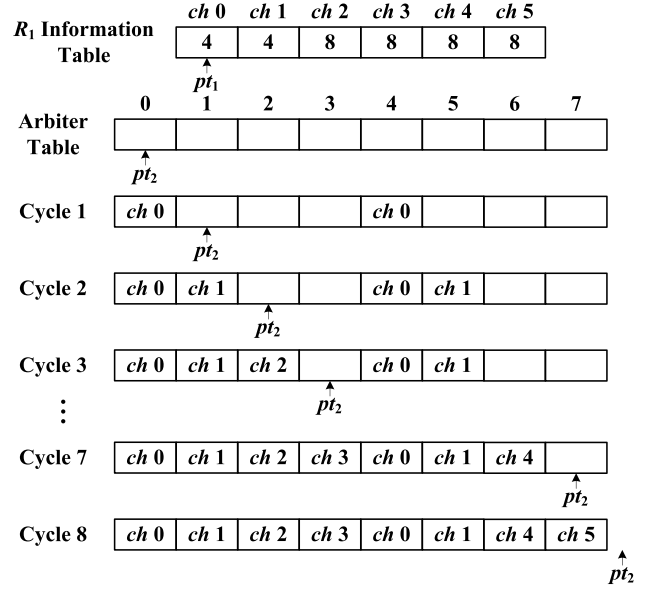 ch 0 ch 1 ch 2 ch 3 ch 4 ch 5
R1 Information Table
4 4 8 8 8 8
pt1
0 1 2 3 4 5 6 7
Arbiter Table
pt2
Cycle 1 ch 0 ch 0
pt2
Cycle 2 ch 0 ch 1 ch 0 ch 1
pt2
Cycle 3 ch 0 ch 1 ch 2 ch 0 ch 1
pt2
⋮
Cycle 7 ch 0 ch 1 ch 2 ch 3 ch 0 ch 1 ch 4
pt2
Cycle 8 ch 0 ch 1 ch 2 ch 3 ch 0 ch 1 ch 4 ch 5
pt2